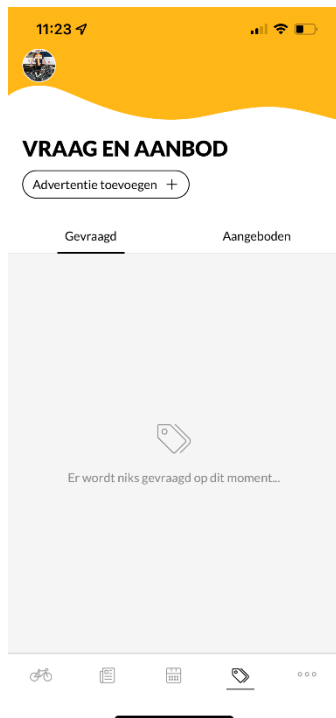 11:23
VRAAG EN AANBOD
Advertentie toevoegen +
Gevraagd
Aangeboden
Er wordt niks gevraagd op dit moment...